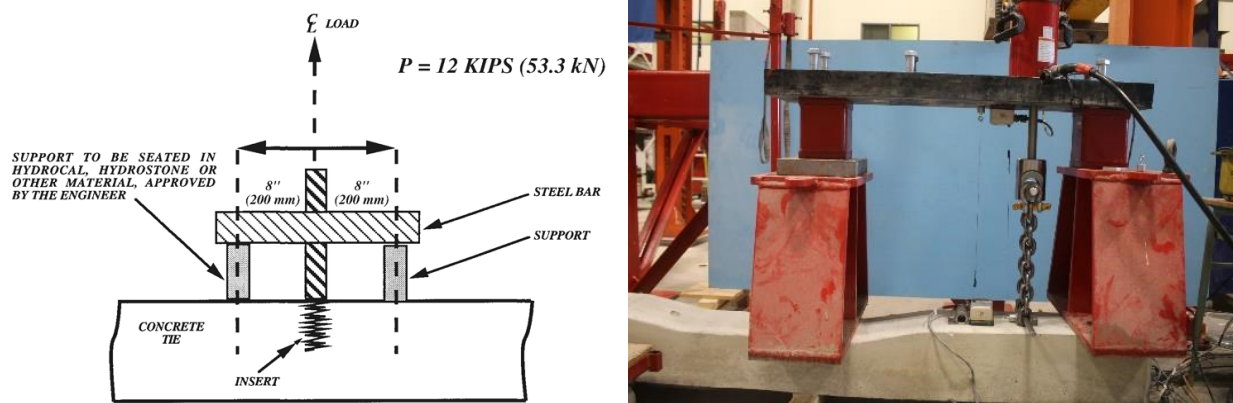 ℄ LOAD
P = 12 KIPS (53.3 kN)
SUPPORT TO BE SEATED IN
HYDROCAL, HYDROSTONE OR
OTHER MATERIAL, APPROVED
BY THE ENGINEER
8" 8"
(200 mm) (200 mm)
STEEL BAR
SUPPORT
CONCRETE
TIE
INSERT